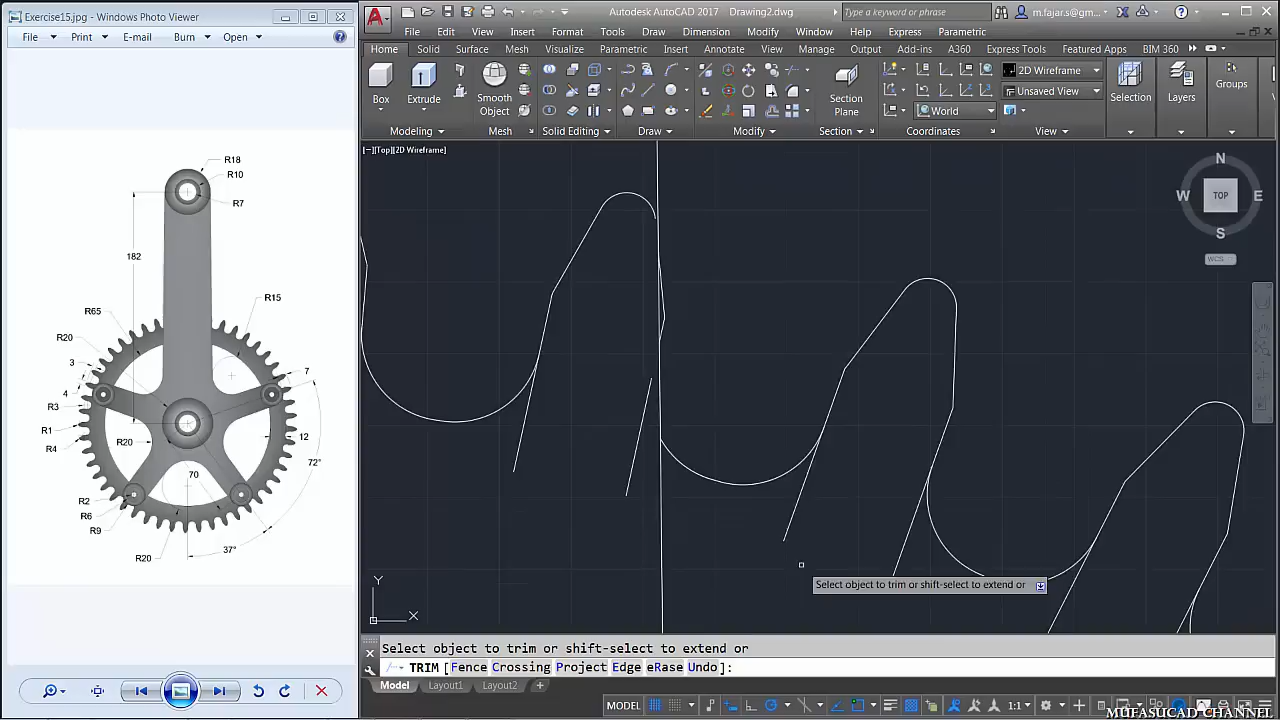 Exercise15.jpg - Windows Photo Viewer
File Print E-mail Burn Open
R18
R10
R7
182
R15
R65
R20
3
7
4
R3
R1
R4
R20
12
72°
70
R2
R6
R9
R20
37°
Autodesk AutoCAD 2017 Drawing2.dwg
Type a keyword or phrase
m.fajar.s@gm...
File Edit View Insert Format Tools Draw Dimension Modify Window Help Express Parametric
Home Solid Surface Mesh Visualize Parametric Insert Annotate View Manage Output Add-ins A360 Express Tools Featured Apps BIM 360
Box
Extrude
Smooth
Object
Section
Plane
2D Wireframe
Unsaved View
World
Selection
Layers
Groups
Modeling Mesh Solid Editing Draw Modify Section Coordinates View
[−][Top][2D Wireframe]
N
W TOP E
S
WCS
Select object to trim or shift-select to extend or
Y
X
Select object to trim or shift-select to extend or
TRIM [Fence Crossing Project Edge eRase Undo]:
Model Layout1 Layout2 +
MODEL
1:1
MUFASUCAD CHANNEL